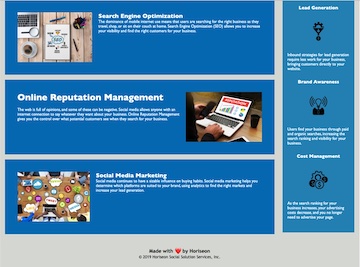 Search Engine Optimization
The dominance of mobile internet use means that users are searching for the right business as they
travel, shop, or sit on their couch at home. Search Engine Optimization (SEO) allows you to increase
your visibility and find the right customers for your business.
Online Reputation Management
The web is full of opinions, and some of these can be negative. Social media allows anyone with an
internet connection to say whatever they want about your business. Online Reputation Management
gives you the control over what potential customers see when they search for your business.
Social Media Marketing
Social media continues to have a sizable influence on buying habits. Social media marketing helps you
determine which platforms are suited to your brand, using analytics to find the right markets and
increase your lead generation.
Lead Generation
Inbound strategies for lead generation
require less work for your business,
bringing customers directly to your
website.
Brand Awareness
Users find your business through paid
and organic searches, increasing the
search ranking and visibility for your
business.
Cost Management
As the search ranking for your
business increases, your advertising
costs decrease, and you no longer
need to advertise your page.
Made with ❤️ by Horiseon
© 2019 Horiseon Social Solution Services, Inc.